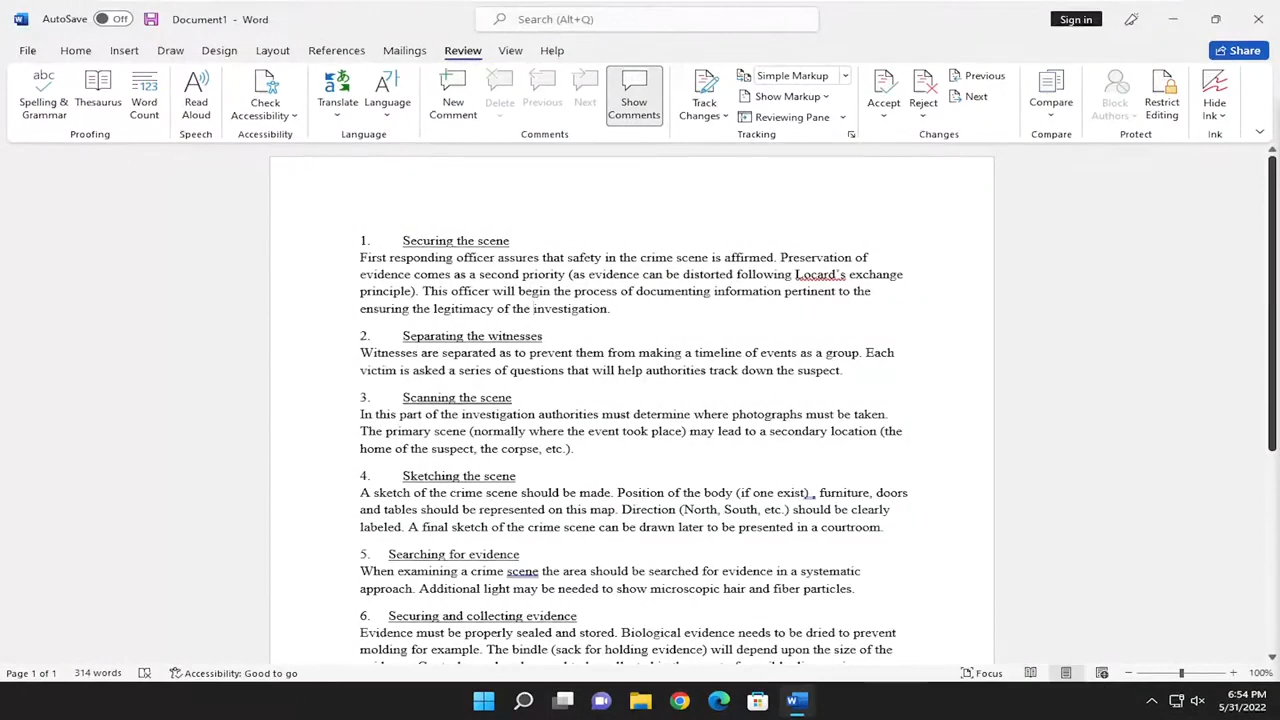 AutoSave Off Document1 - Word Search (Alt+Q) Sign in
File Home Insert Draw Design Layout References Mailings Review View Help Share
abc
123
Spelling & Grammar Thesaurus Word Count Read Aloud Check Accessibility Translate Language New Comment Delete Previous Next Show Comments Track Changes Simple Markup Show Markup Reviewing Pane Accept Reject Previous Next Compare Block Authors Restrict Editing Hide Ink
Proofing Speech Accessibility Language Comments Tracking Changes Compare Protect Ink
1. Securing the scene
First responding officer assures that safety in the crime scene is affirmed. Preservation of
evidence comes as a second priority (as evidence can be distorted following Locard's exchange
principle). This officer will begin the process of documenting information pertinent to the
ensuring the legitimacy of the investigation.
2. Separating the witnesses
Witnesses are separated as to prevent them from making a timeline of events as a group. Each
victim is asked a series of questions that will help authorities track down the suspect.
3. Scanning the scene
In this part of the investigation authorities must determine where photographs must be taken.
The primary scene (normally where the event took place) may lead to a secondary location (the
home of the suspect, the corpse, etc.).
4. Sketching the scene
A sketch of the crime scene should be made. Position of the body (if one exist) , furniture, doors
and tables should be represented on this map. Direction (North, South, etc.) should be clearly
labeled. A final sketch of the crime scene can be drawn later to be presented in a courtroom.
5. Searching for evidence
When examining a crime scene the area should be searched for evidence in a systematic
approach. Additional light may be needed to show microscopic hair and fiber particles.
6. Securing and collecting evidence
Evidence must be properly sealed and stored. Biological evidence needs to be dried to prevent
molding for example. The bindle (sack for holding evidence) will depend upon the size of the
Page 1 of 1 314 words Accessibility: Good to go Focus 100%
6:54 PM
5/31/2022